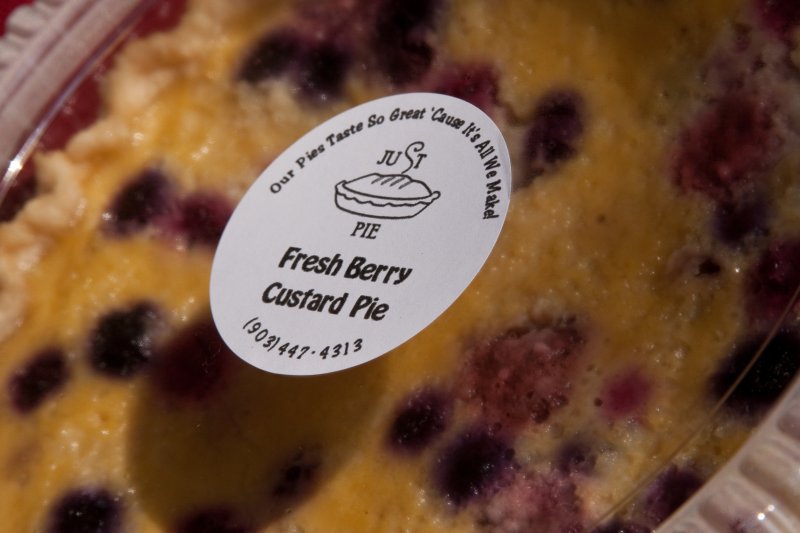 Our Pies Taste So Great 'Cause It's All We Make!
JUST
PIE
Fresh Berry
Custard Pie
(903) 447-4313